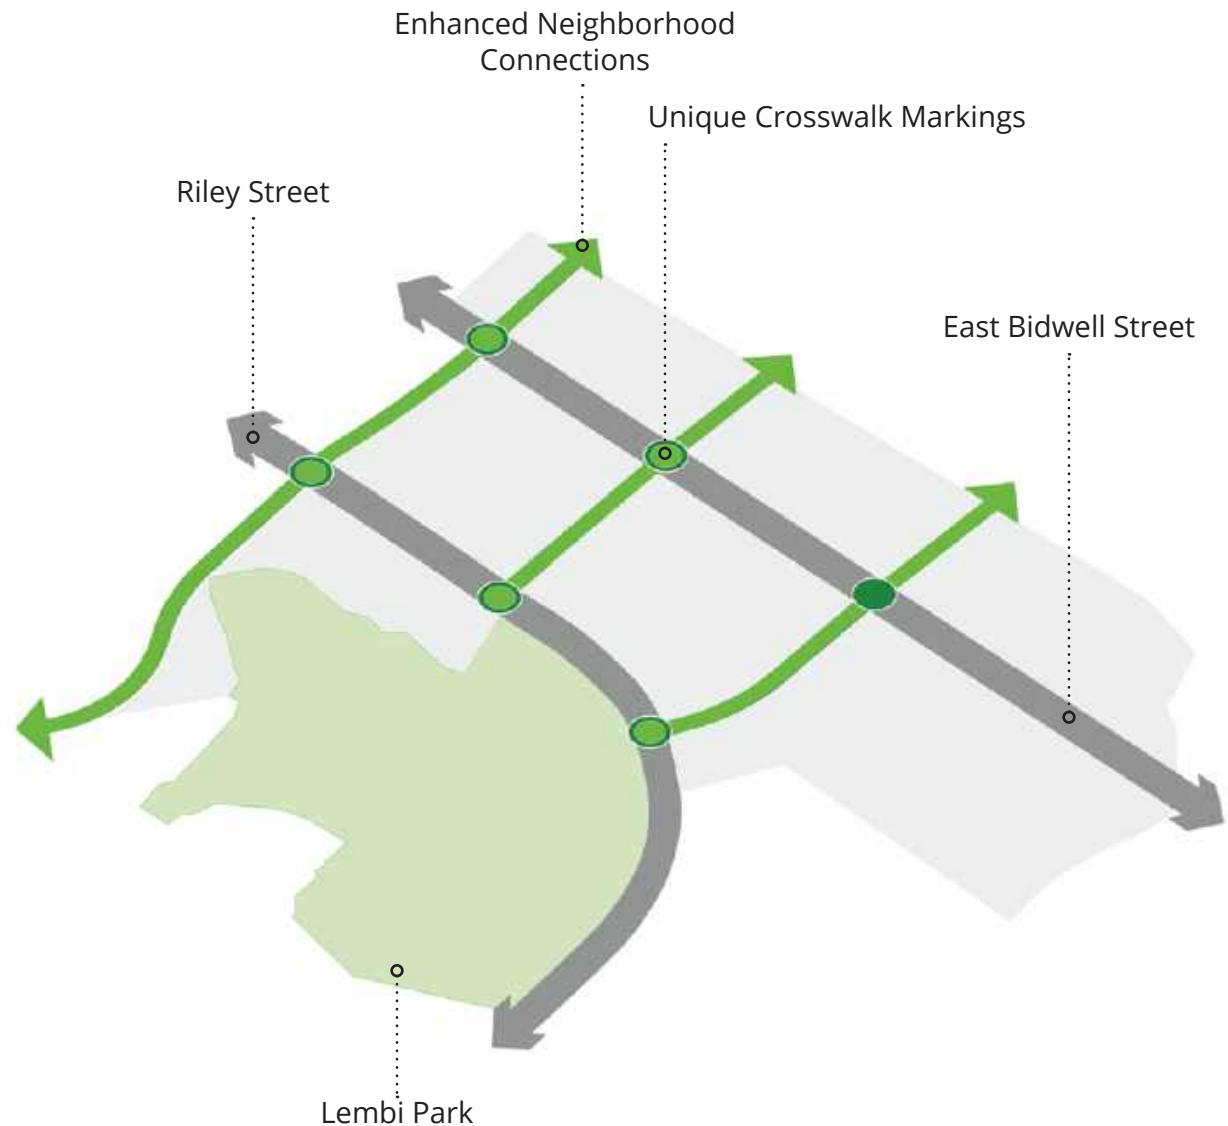 Enhanced Neighborhood
Connections
Unique Crosswalk Markings
Riley Street
East Bidwell Street
Lembi Park